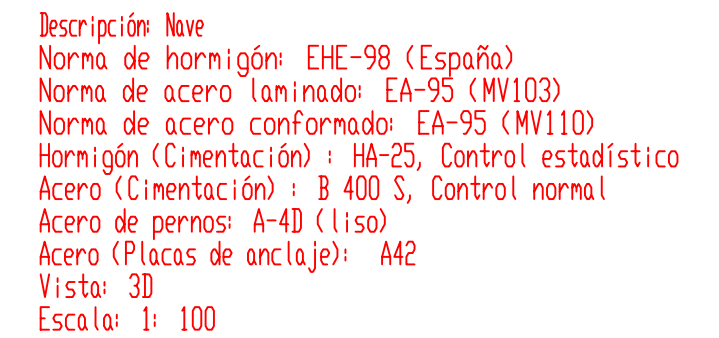 Descripción: Nave
Norma de hormigón: EHE-98 (España)
Norma de acero laminado: EA-95 (MV103)
Norma de acero conformado: EA-95 (MV110)
Hormigón (Cimentación) : HA-25, Control estadístico
Acero (Cimentación) : B 400 S, Control normal
Acero de pernos: A-4D (liso)
Acero (Placas de anclaje): A42
Vista: 3D
Escala: 1: 100